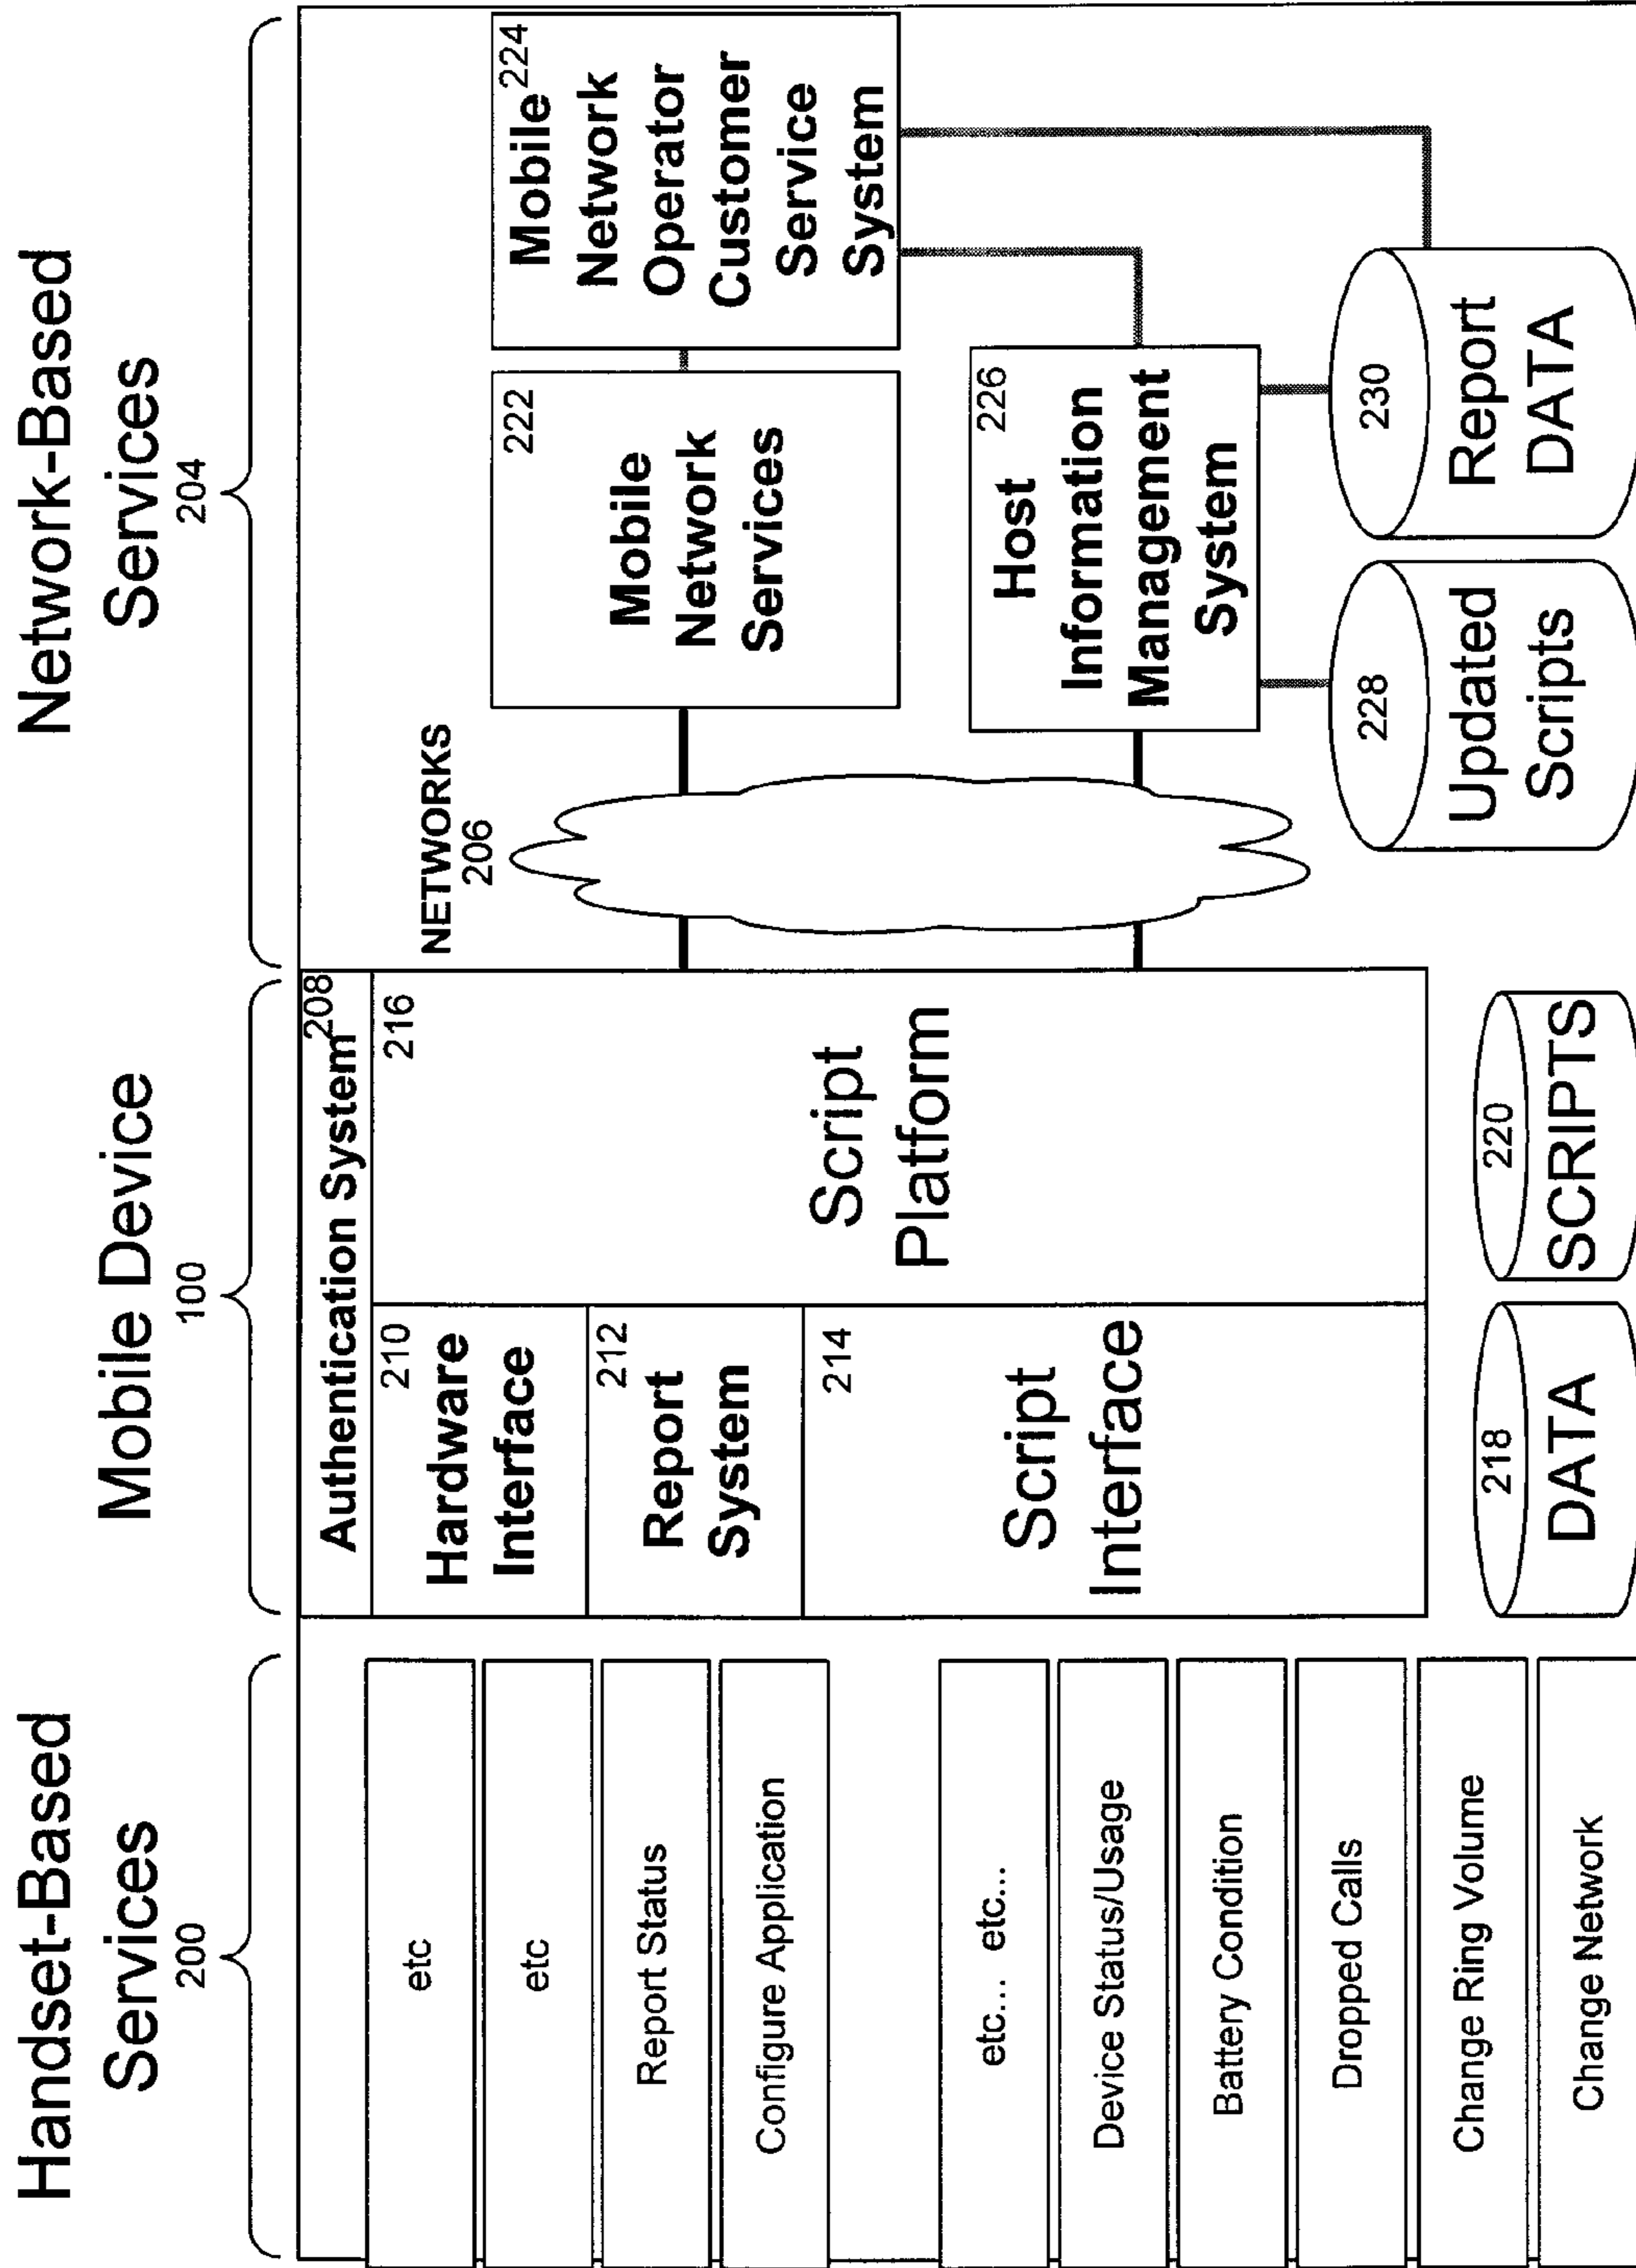 Handset-Based
Services
200
Mobile Device
100
Network-Based
Services
204
etc
etc
Report Status
Configure Application
etc... etc...
Device Status/Usage
Battery Condition
Dropped Calls
Change Ring Volume
Change Network
Authentication System
208
210
Hardware
Interface
212
Report
System
214
Script
Interface
216
Script
Platform
218
DATA
220
SCRIPTS
NETWORKS
206
222
Mobile
Network
Services
224
Mobile
Network
Operator
Customer
Service
System
226
Host
Information
Management
System
228
Updated
Scripts
230
Report
DATA